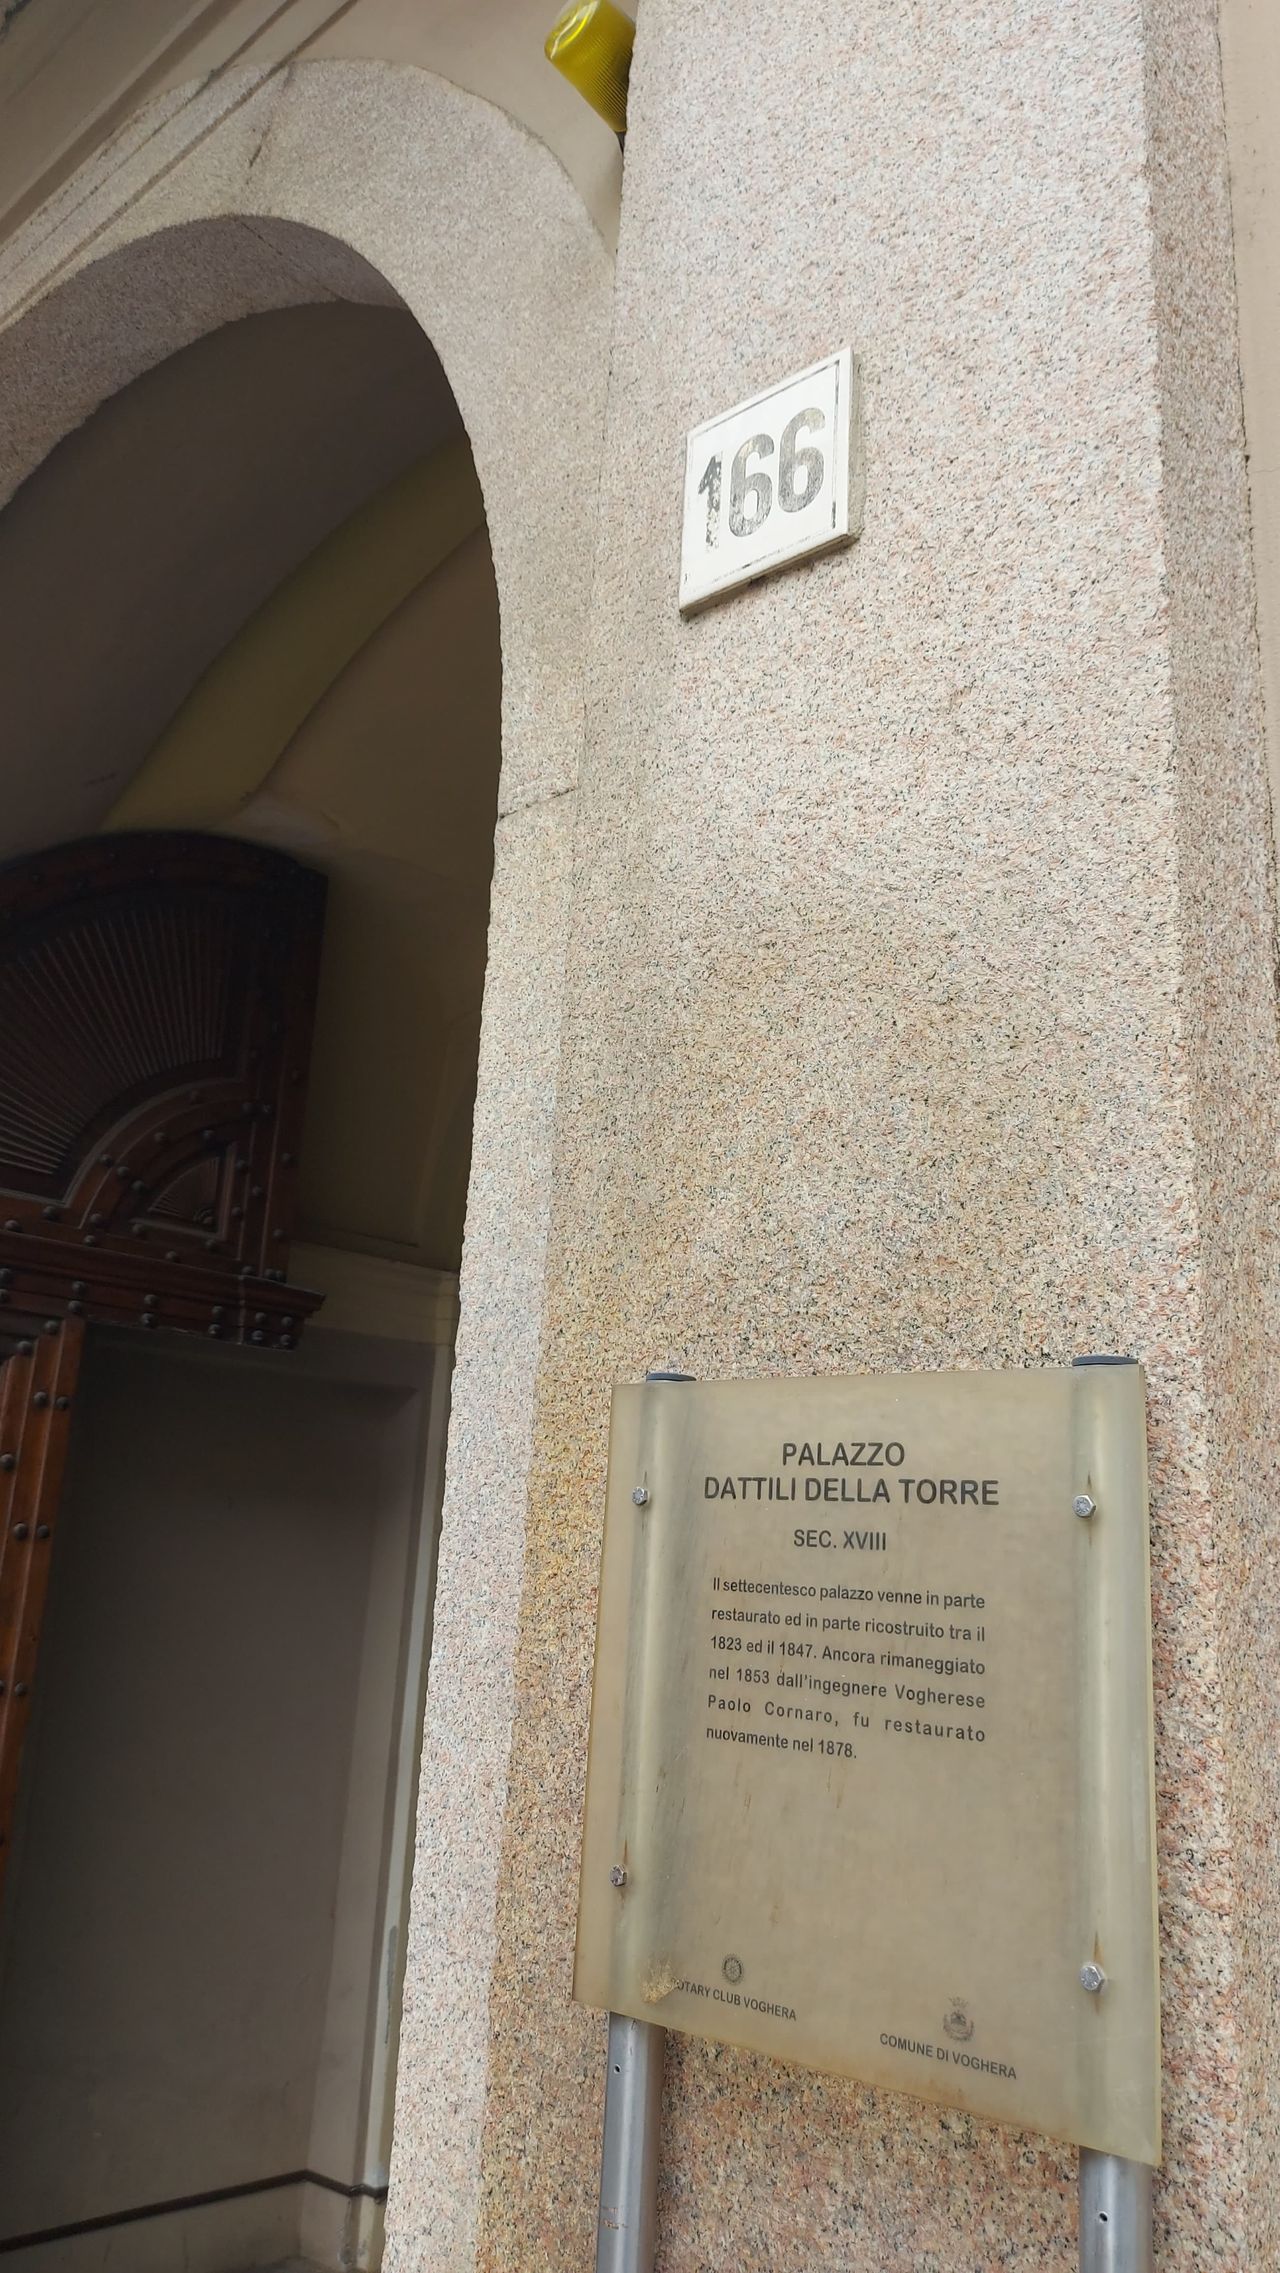 166
PALAZZO
DATTILI DELLA TORRE
SEC. XVIII
Il settecentesco palazzo venne in parte
restaurato ed in parte ricostruito tra il
1823 ed il 1847. Ancora rimaneggiato
nel 1853 dall'ingegnere Vogherese
Paolo Cornaro, fu restaurato
nuovamente nel 1878.
ROTARY CLUB VOGHERA
COMUNE DI VOGHERA